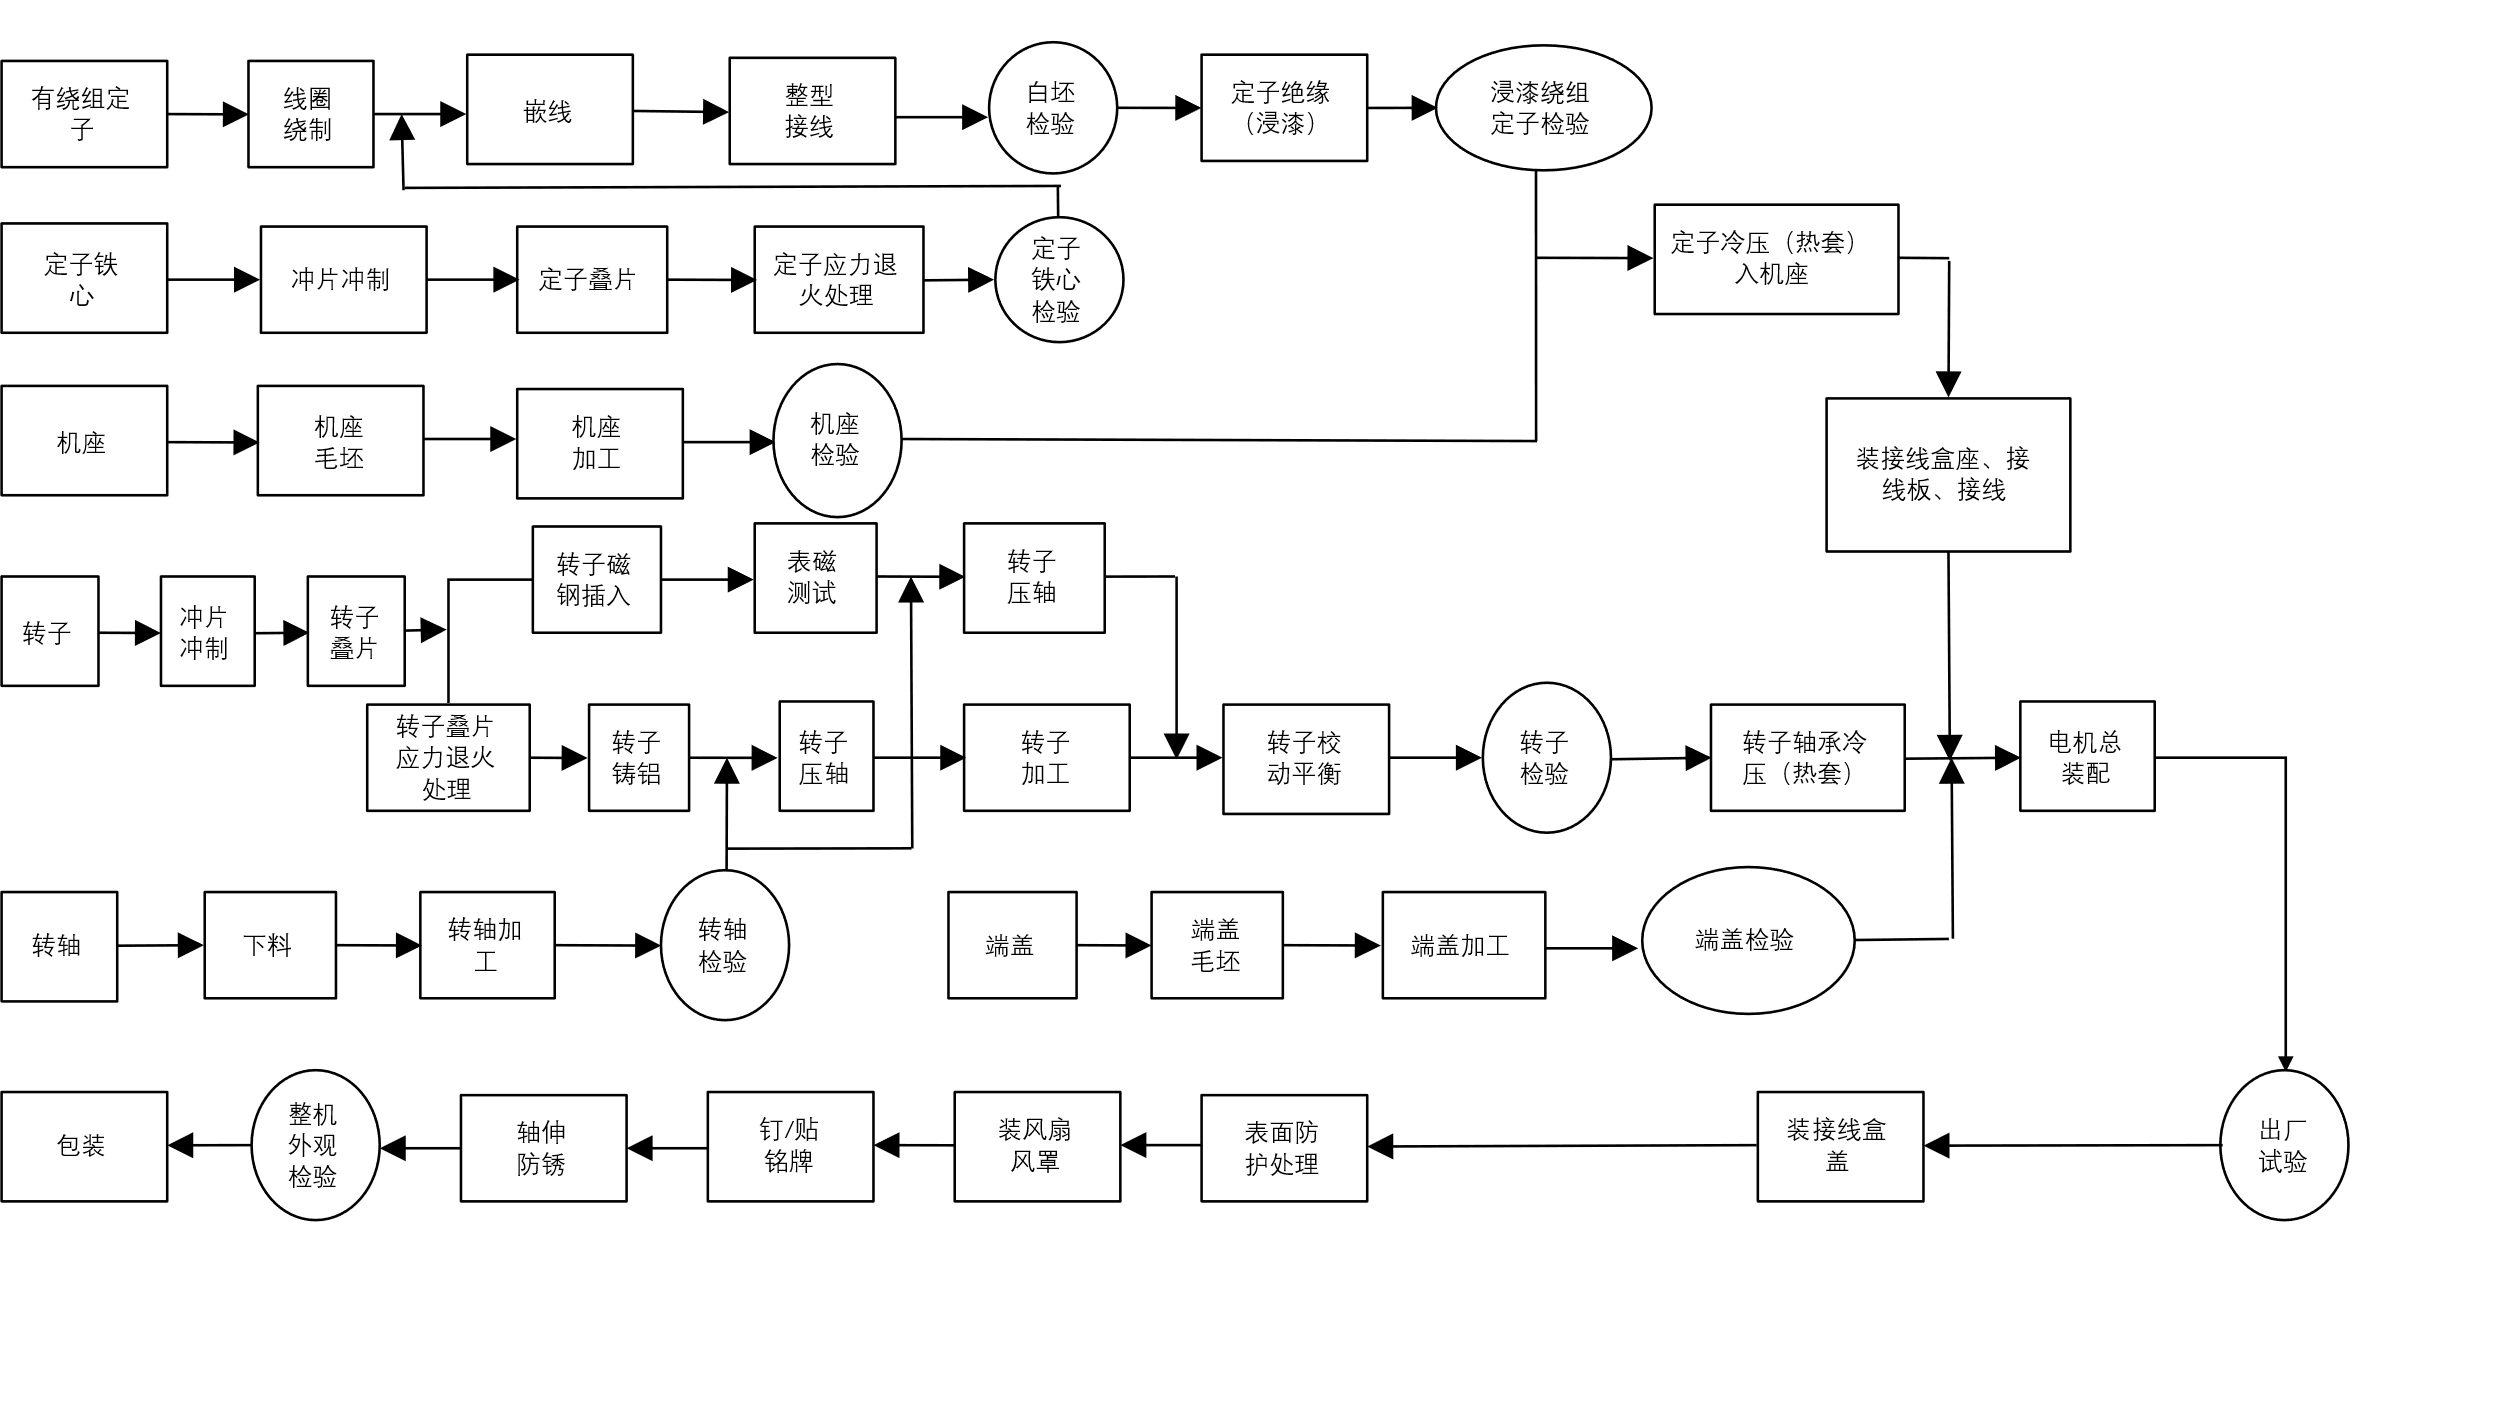 有绕组定
子
线圈
绕制
嵌线
整型
接线
白坯
检验
定子绝缘
（浸漆）
浸漆绕组
定子检验
定子铁
心
冲片冲制
定子叠片
定子应力退
火处理
定子
铁心
检验
定子冷压（热套）
入机座
机座
机座
毛坯
机座
加工
机座
检验
装接线盒座、接
线板、接线
转子
冲片
冲制
转子
叠片
转子磁
钢插入
表磁
测试
转子
压轴
转子叠片
应力退火
处理
转子
铸铝
转子
压轴
转子
加工
转子校
动平衡
转子
检验
转子轴承冷
压（热套）
电机总
装配
转轴
下料
转轴加
工
转轴
检验
端盖
端盖
毛坯
端盖加工
端盖检验
包装
整机
外观
检验
轴伸
防锈
钉/贴
铭牌
装风扇
风罩
表面防
护处理
装接线盒
盖
出厂
试验